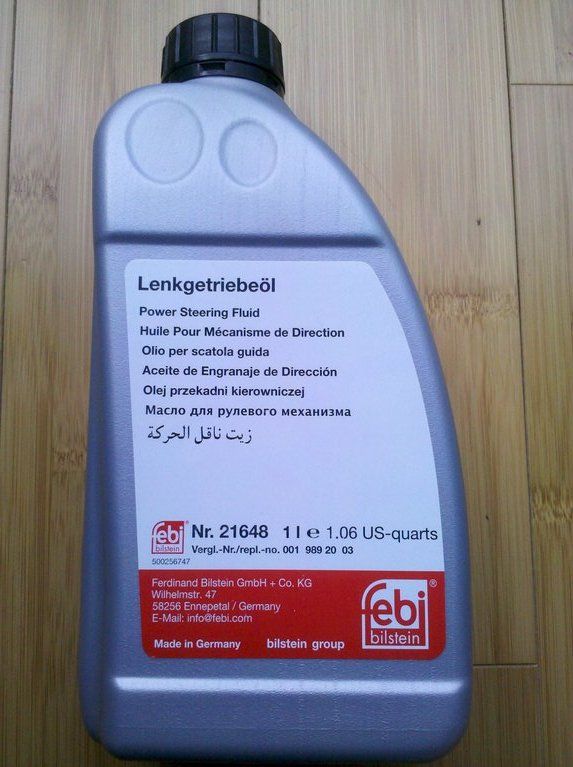 Lenkgetriebeöl
Power Steering Fluid
Huile Pour Mécanisme de Direction
Olio per scatola guida
Aceite de Engranaje de Dirección
Olej przekadni kierowniczej
Масло для рулевого механизма
زيت ناقل الحركة
febi bilstein
Nr. 21648 1 l e 1.06 US-quarts
Vergl.-Nr./repl.-no. 001 989 20 03
500256747
Ferdinand Bilstein GmbH + Co. KG
Wilhelmstr. 47
58256 Ennepetal / Germany
E-Mail: info@febi.com
Made in Germany bilstein group
febi®
bilstein